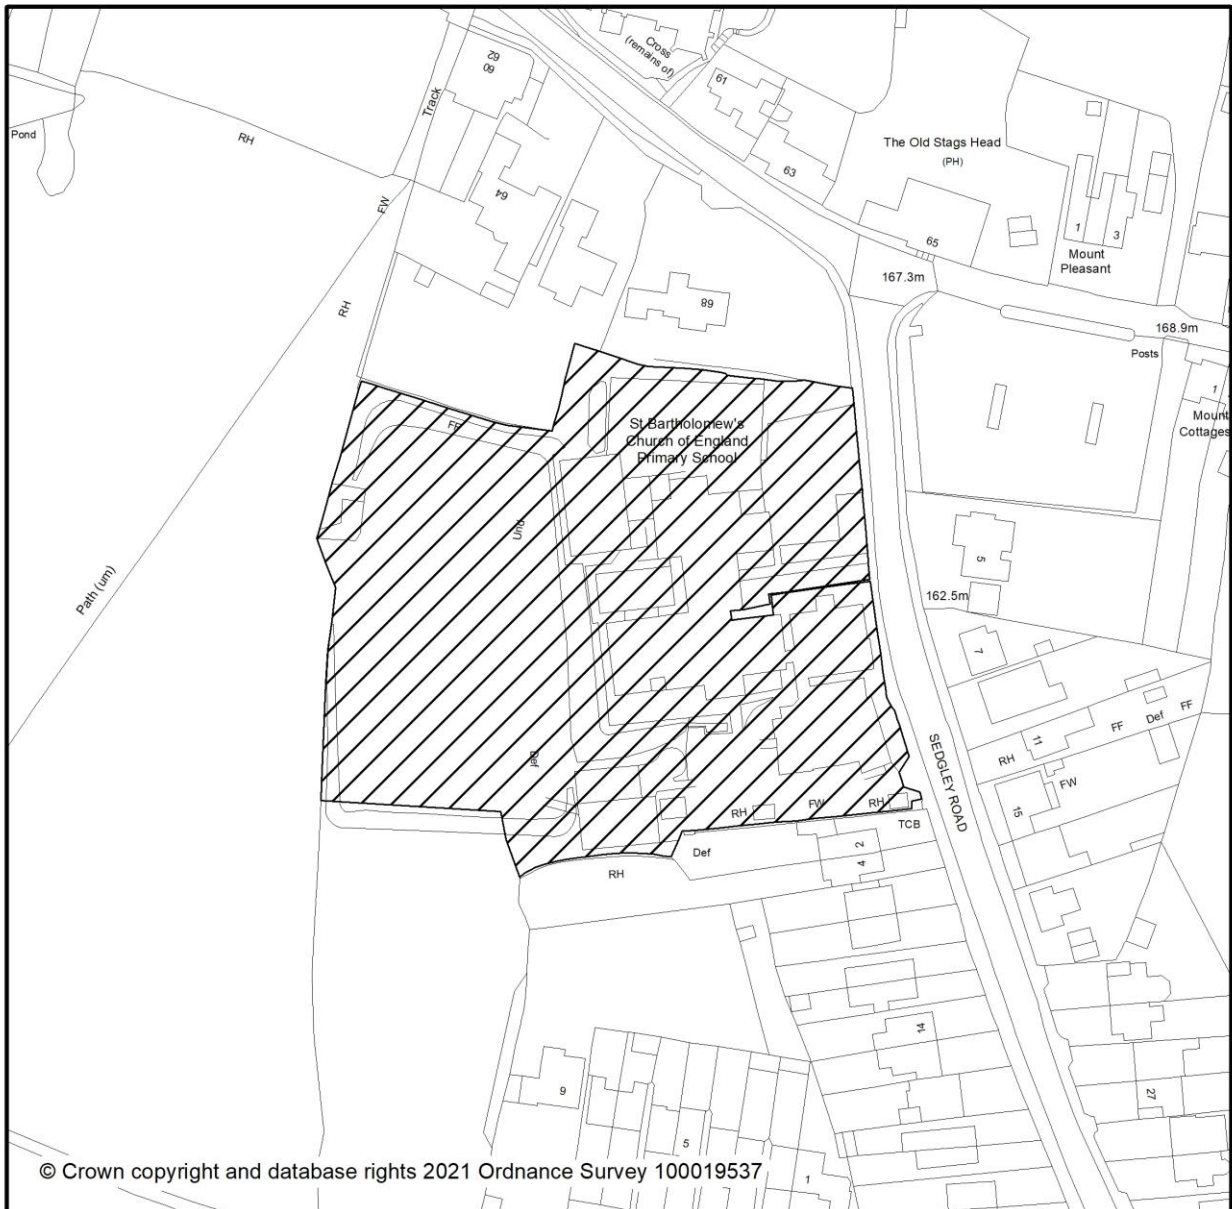 Cross
(remains of)
62
60
61
Track
Pond
RH
The Old Stags Head
(PH)
63
64
FW
1
3
65
Mount
Pleasant
167.3m
RH
68
168.9m
Posts
1
Mount
Cottages
St Bartholomew's
Church of England
Primary School
FF
Und
5
Path (um)
162.5m
7
FF
Def
FF
11
RH
SEDGLEY ROAD
Def
FW
15
RH
FW
RH
TCB
2
4
Def
RH
14
9
27
5
1
© Crown copyright and database rights 2021 Ordnance Survey 100019537